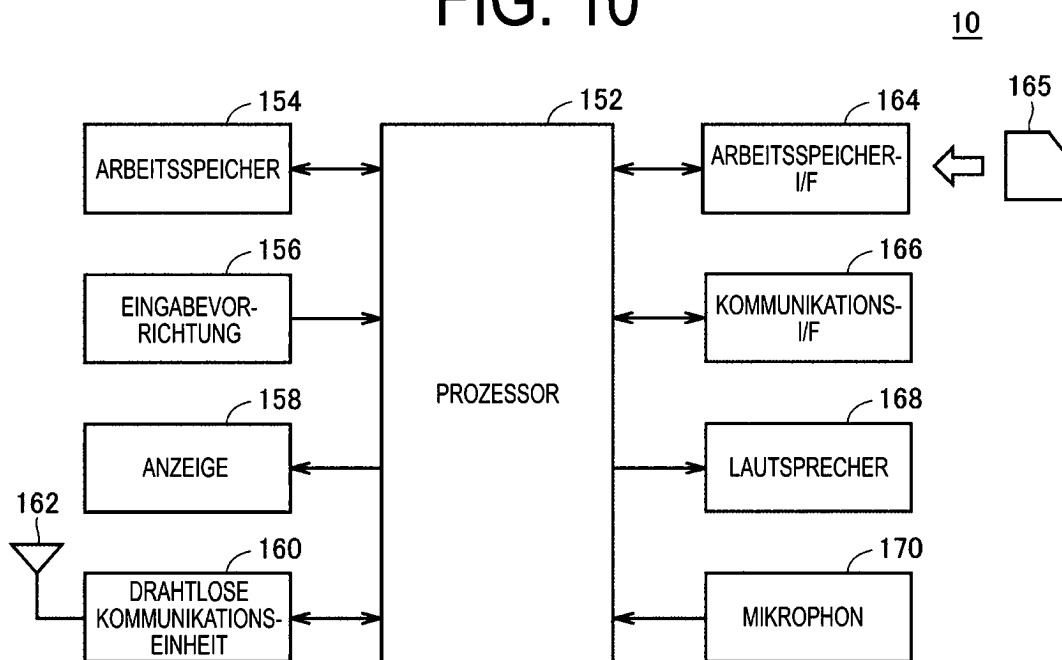 FIG. 10
10
154
ARBEITSSPEICHER
152
PROZESSOR
164
ARBEITSSPEICHER-
I/F
165
156
EINGABEVOR-
RICHTUNG
166
KOMMUNIKATIONS-
I/F
158
ANZEIGE
168
LAUTSPRECHER
162
160
DRAHTLOSE
KOMMUNIKATIONS-
EINHEIT
170
MIKROPHON